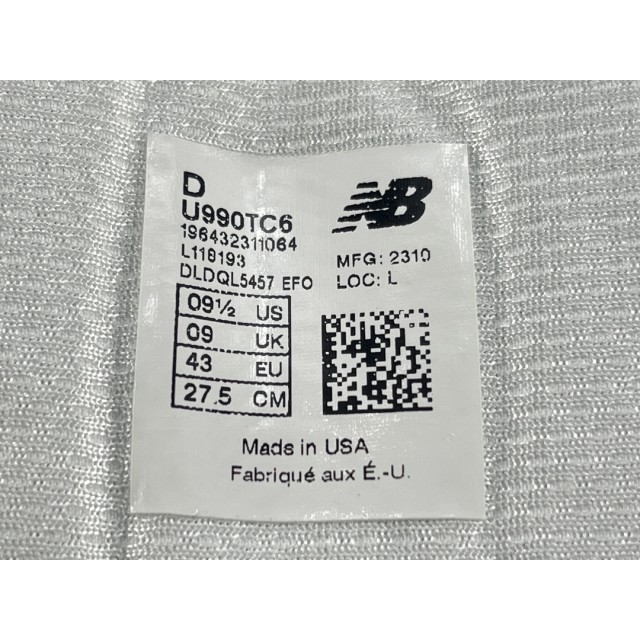 D
U990TC6
196432311064
L118193
DLDQL5457 EFO
NB
MFG: 2310
LOC: L
09½ US
09 UK
43 EU
27.5 CM
Made in USA
Fabriqué aux É.-U.